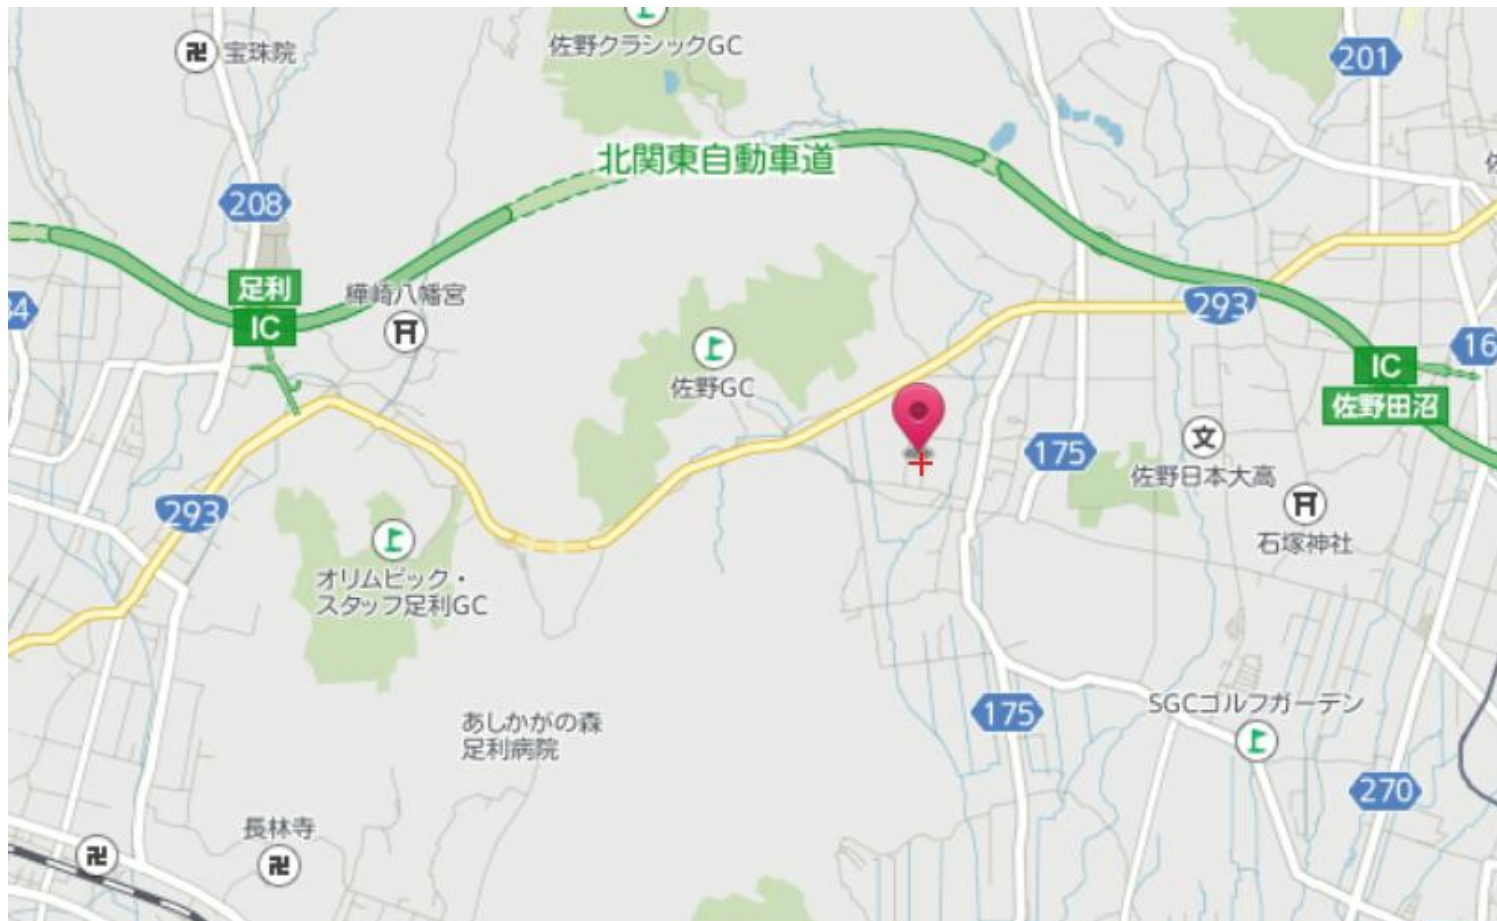 佐野クラシックGC
宝珠院
201
北関東自動車道
208
足利
IC
樺崎八幡宮
293
佐野GC
IC
佐野田沼
175
佐野日本大高
293
石塚神社
オリムピック・
スタッフ足利GC
あしかがの森
足利病院
175
SGCゴルフガーデン
270
長林寺